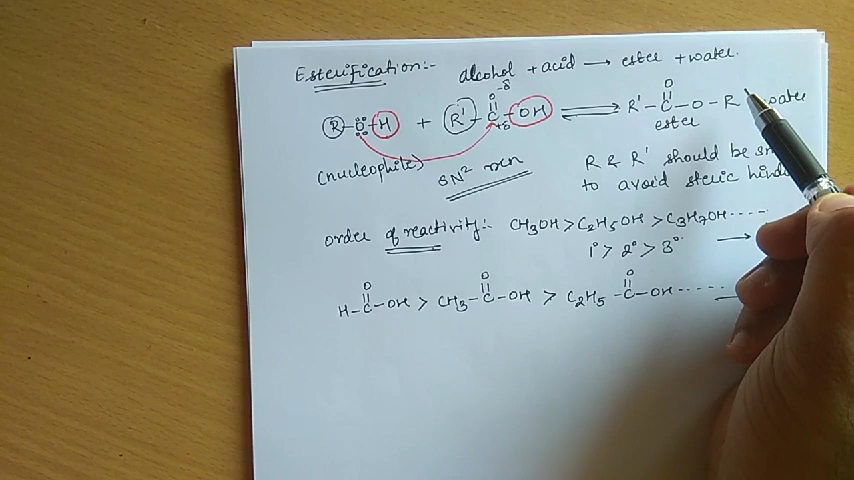 Esterification:- alcohol + acid → ester + water.
R-O-H + R'-C(=O)-OH ⇌ R'-C(=O)-O-R water
-δ
+δ
ester
(nucleophile)
SN² rxn
R & R' should be
to avoid steric
order of reactivity:- CH₃OH > C₂H₅OH > C₃H₇OH ---- →
1° > 2° > 3°
H-C(=O)-OH > CH₃-C(=O)-OH > C₂H₅-C(=O)-OH -----